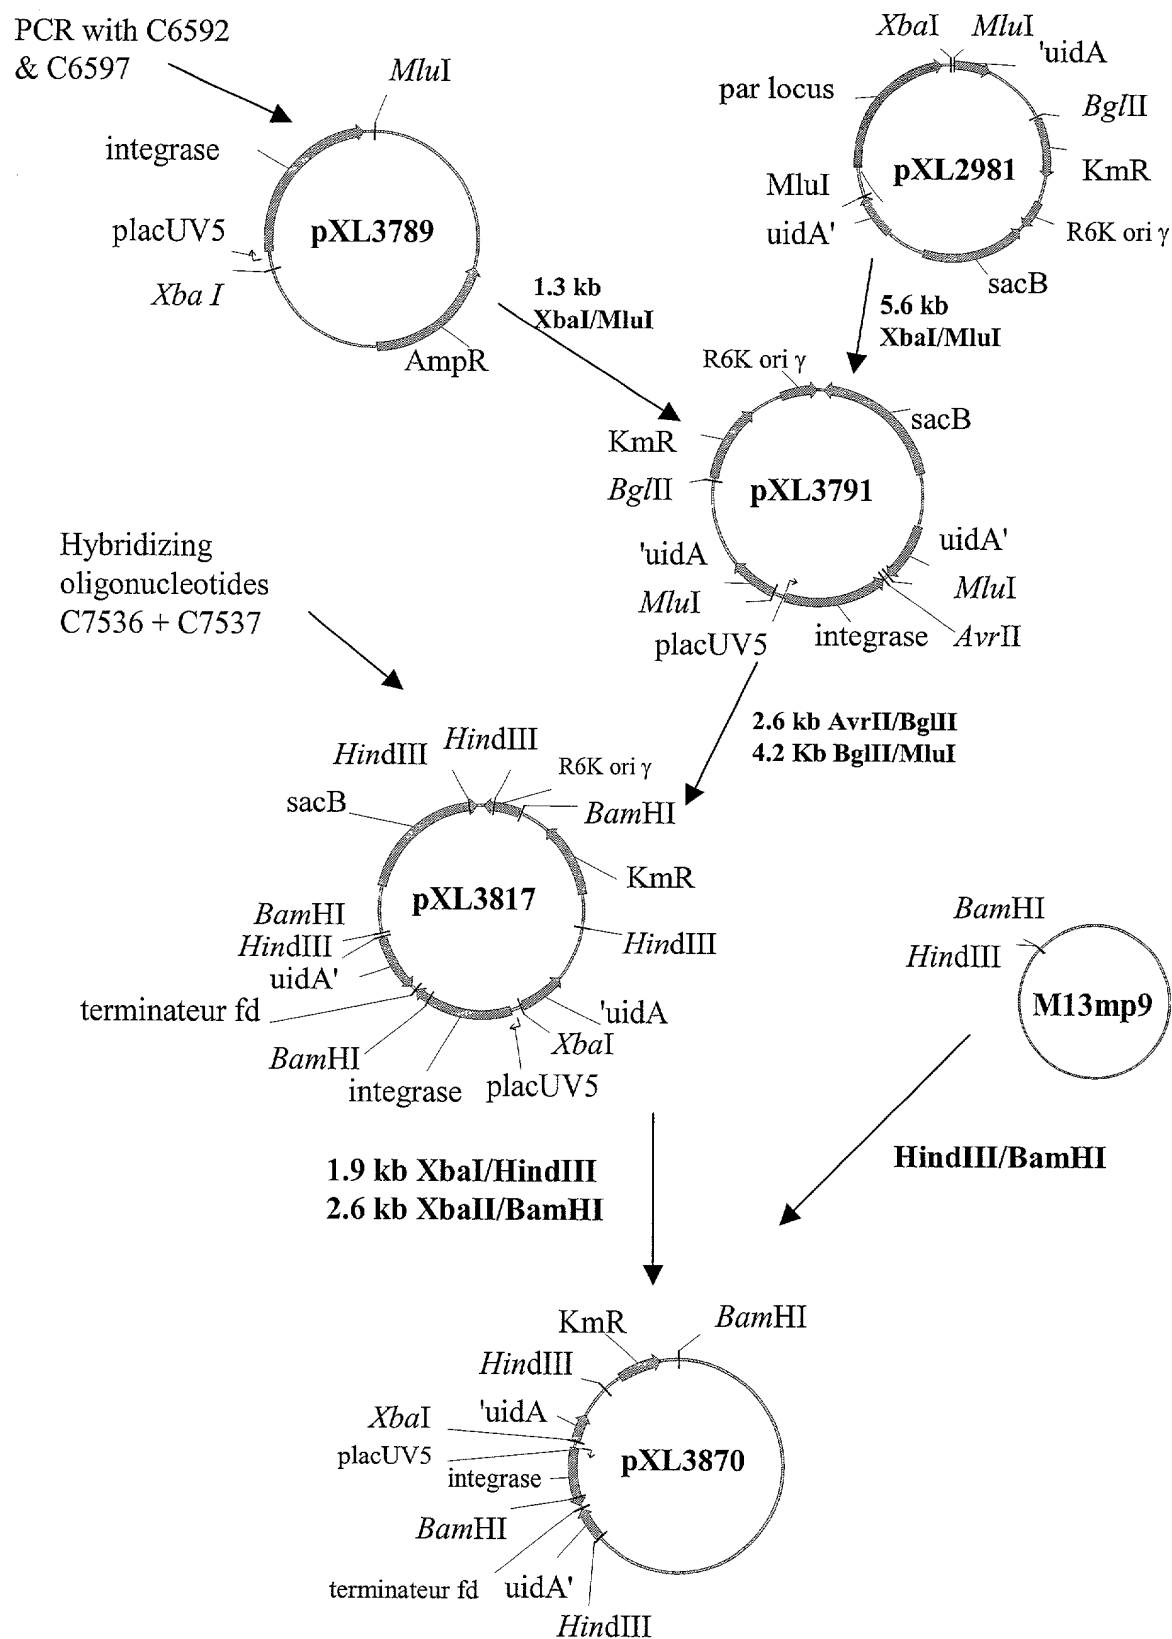 PCR with C6592
& C6597
MluI
integrase
placUV5
pXL3789
Xba I
AmpR
XbaI
MluI
'uidA
par locus
BglII
pXL2981
KmR
MluI
uidA'
R6K ori γ
sacB
1.3 kb
XbaI/MluI
5.6 kb
XbaI/MluI
R6K ori γ
sacB
KmR
BglII
pXL3791
'uidA
uidA'
MluI
MluI
placUV5
integrase
AvrII
Hybridizing
oligonucleotides
C7536 + C7537
2.6 kb AvrII/BglII
4.2 Kb BglII/MluI
HindIII
HindIII
R6K ori γ
sacB
BamHI
KmR
pXL3817
BamHI
HindIII
HindIII
uidA'
terminateur fd
'uidA
XbaI
BamHI
integrase
placUV5
BamHI
HindIII
M13mp9
1.9 kb XbaI/HindIII
2.6 kb XbaII/BamHI
HindIII/BamHI
KmR
BamHI
HindIII
'uidA
XbaI
placUV5
integrase
pXL3870
BamHI
terminateur fd
uidA'
HindIII